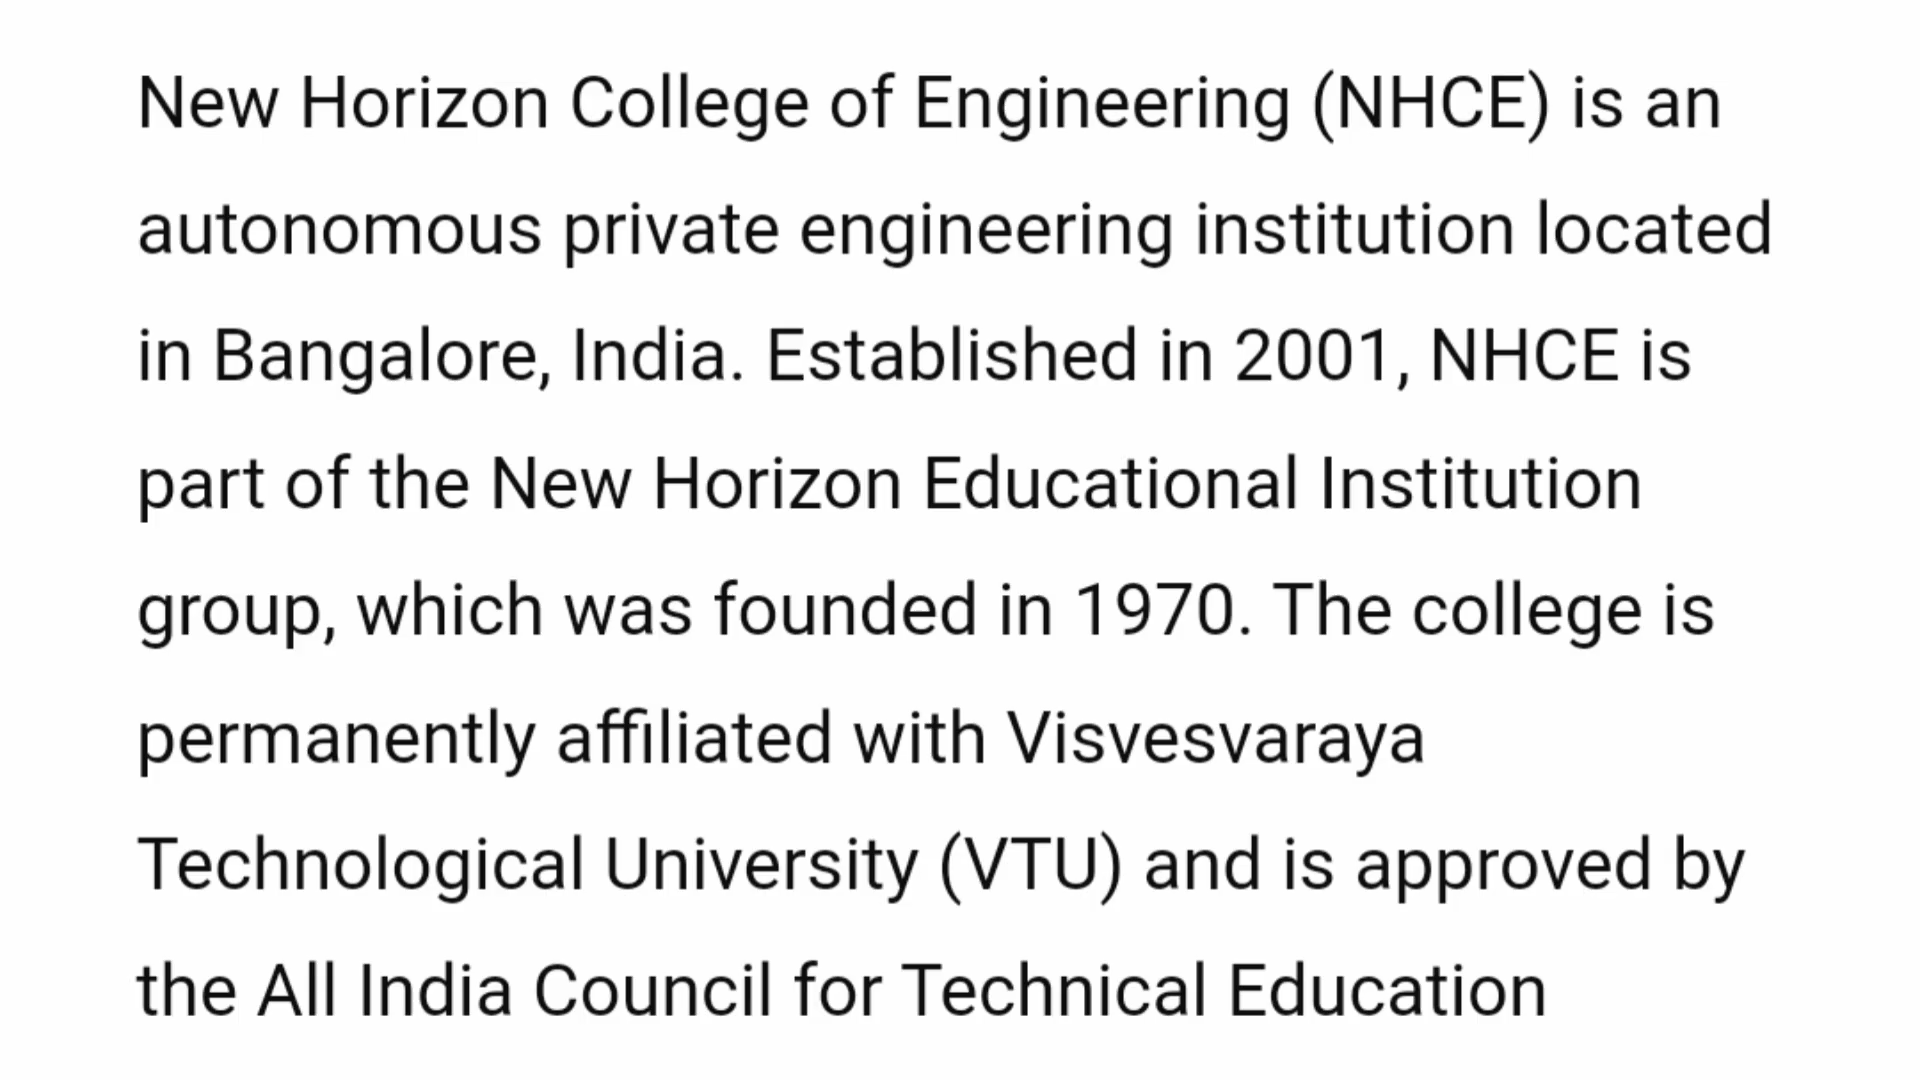 New Horizon College of Engineering (NHCE) is an
autonomous private engineering institution located
in Bangalore, India. Established in 2001, NHCE is
part of the New Horizon Educational Institution
group, which was founded in 1970. The college is
permanently affiliated with Visvesvaraya
Technological University (VTU) and is approved by
the All India Council for Technical Education